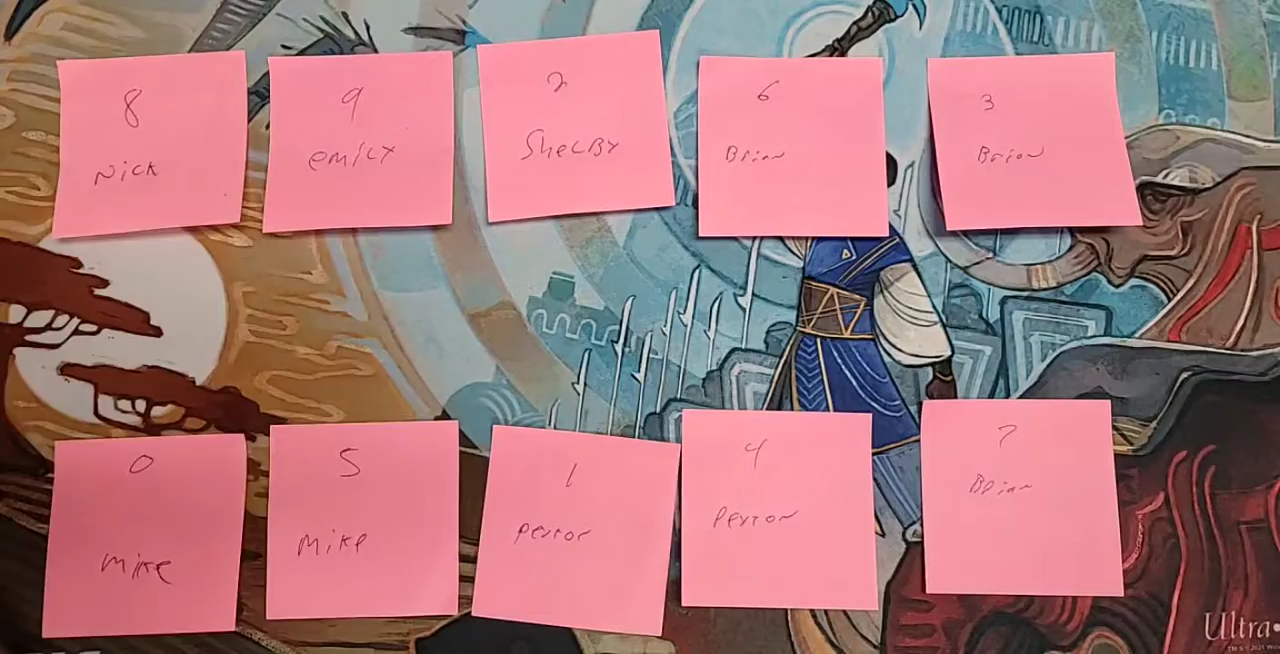 8
Nick
9
emily
2
Shelby
6
Brian
3
Brian
0
Mike
5
Mike
1
Peyton
4
Peyton
7
Brian
Ultra